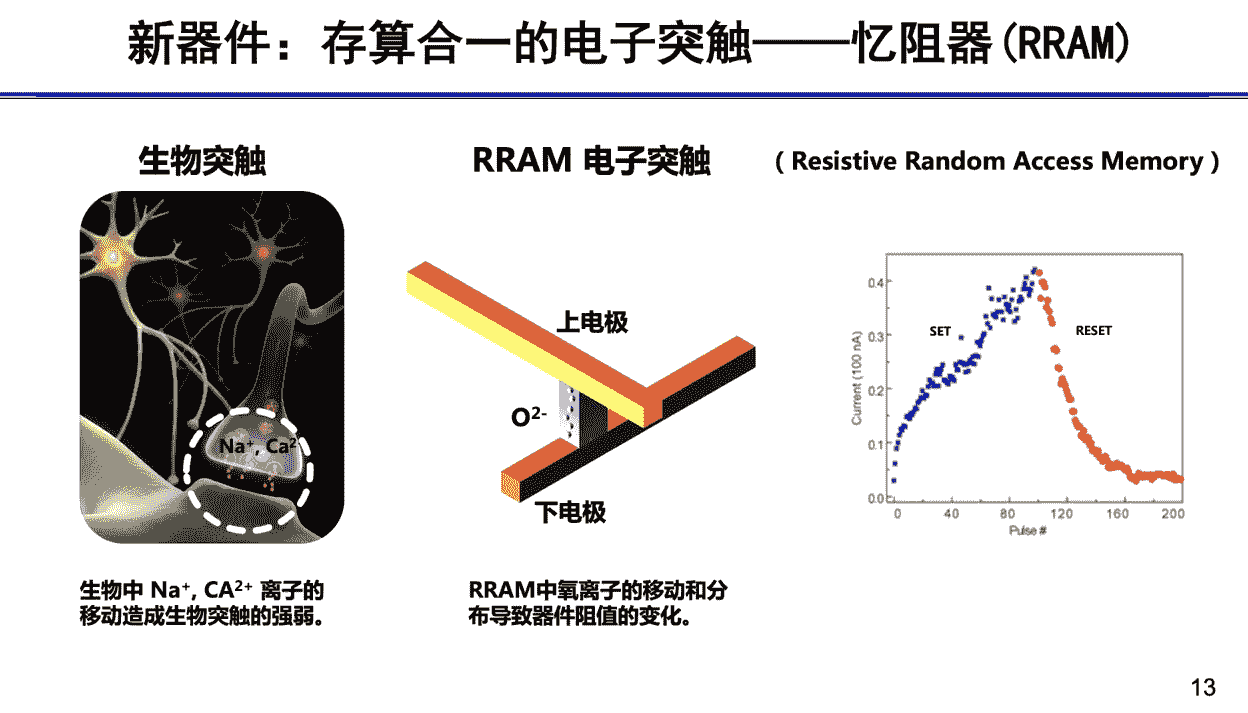 新器件：存算合一的电子突触——忆阻器(RRAM)
生物突触
RRAM 电子突触
( Resistive Random Access Memory )
Na⁺, Ca²
上电极
O²⁻
下电极
SET
RESET
Current (100 nA)
0.4
0.3
0.2
0.1
0.0
0 40 80 120 160 200
Pulse #
生物中 Na⁺, CA²⁺ 离子的
移动造成生物突触的强弱。
RRAM中氧离子的移动和分
布导致器件阻值的变化。
13